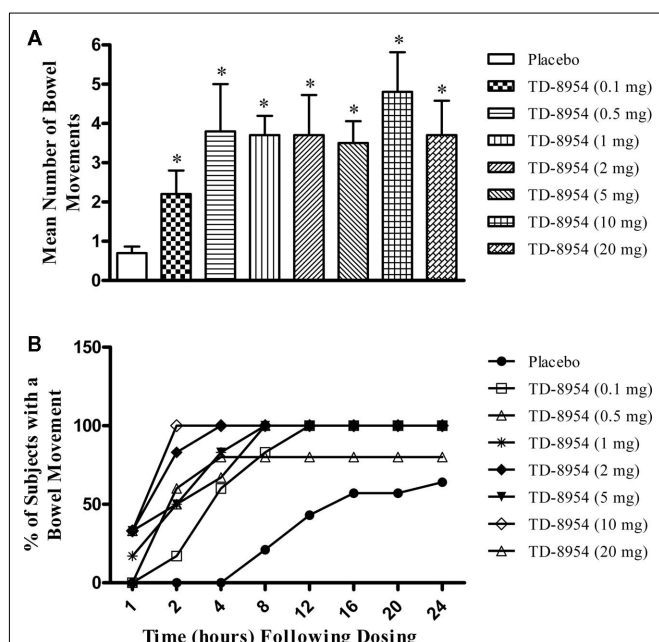 A
Mean Number of Bowel
Movements
6
5
4
3
2
1
0
*
*
*
*
*
*
*
Placebo
TD-8954 (0.1 mg)
TD-8954 (0.5 mg)
TD-8954 (1 mg)
TD-8954 (2 mg)
TD-8954 (5 mg)
TD-8954 (10 mg)
TD-8954 (20 mg)
B
% of Subjects with a
Bowel Movement
150
100
50
0
1
2
4
8
12
16
20
24
Time (hours) Following Dosing
Placebo
TD-8954 (0.1 mg)
TD-8954 (0.5 mg)
TD-8954 (1 mg)
TD-8954 (2 mg)
TD-8954 (5 mg)
TD-8954 (10 mg)
TD-8954 (20 mg)